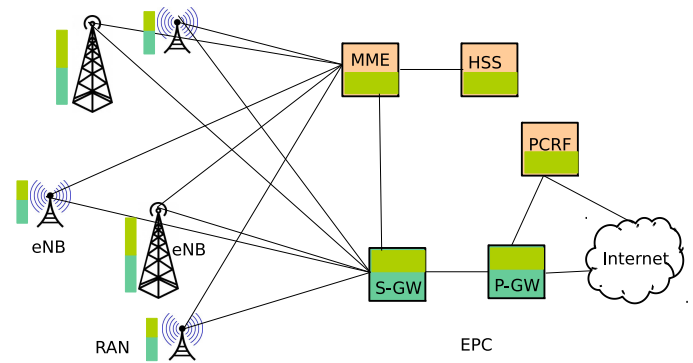 MME
HSS
PCRF
eNB
eNB
Internet
S-GW
P-GW
RAN
EPC